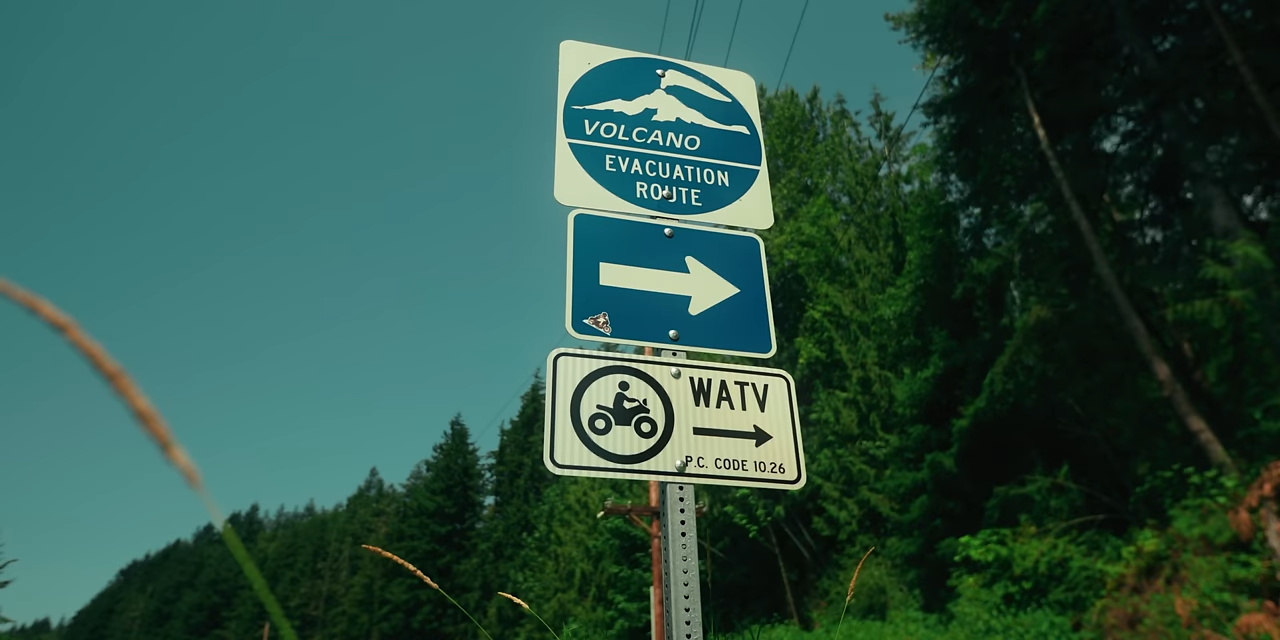 VOLCANO
EVACUATION
ROUTE
WATV
P.C. CODE 10.26